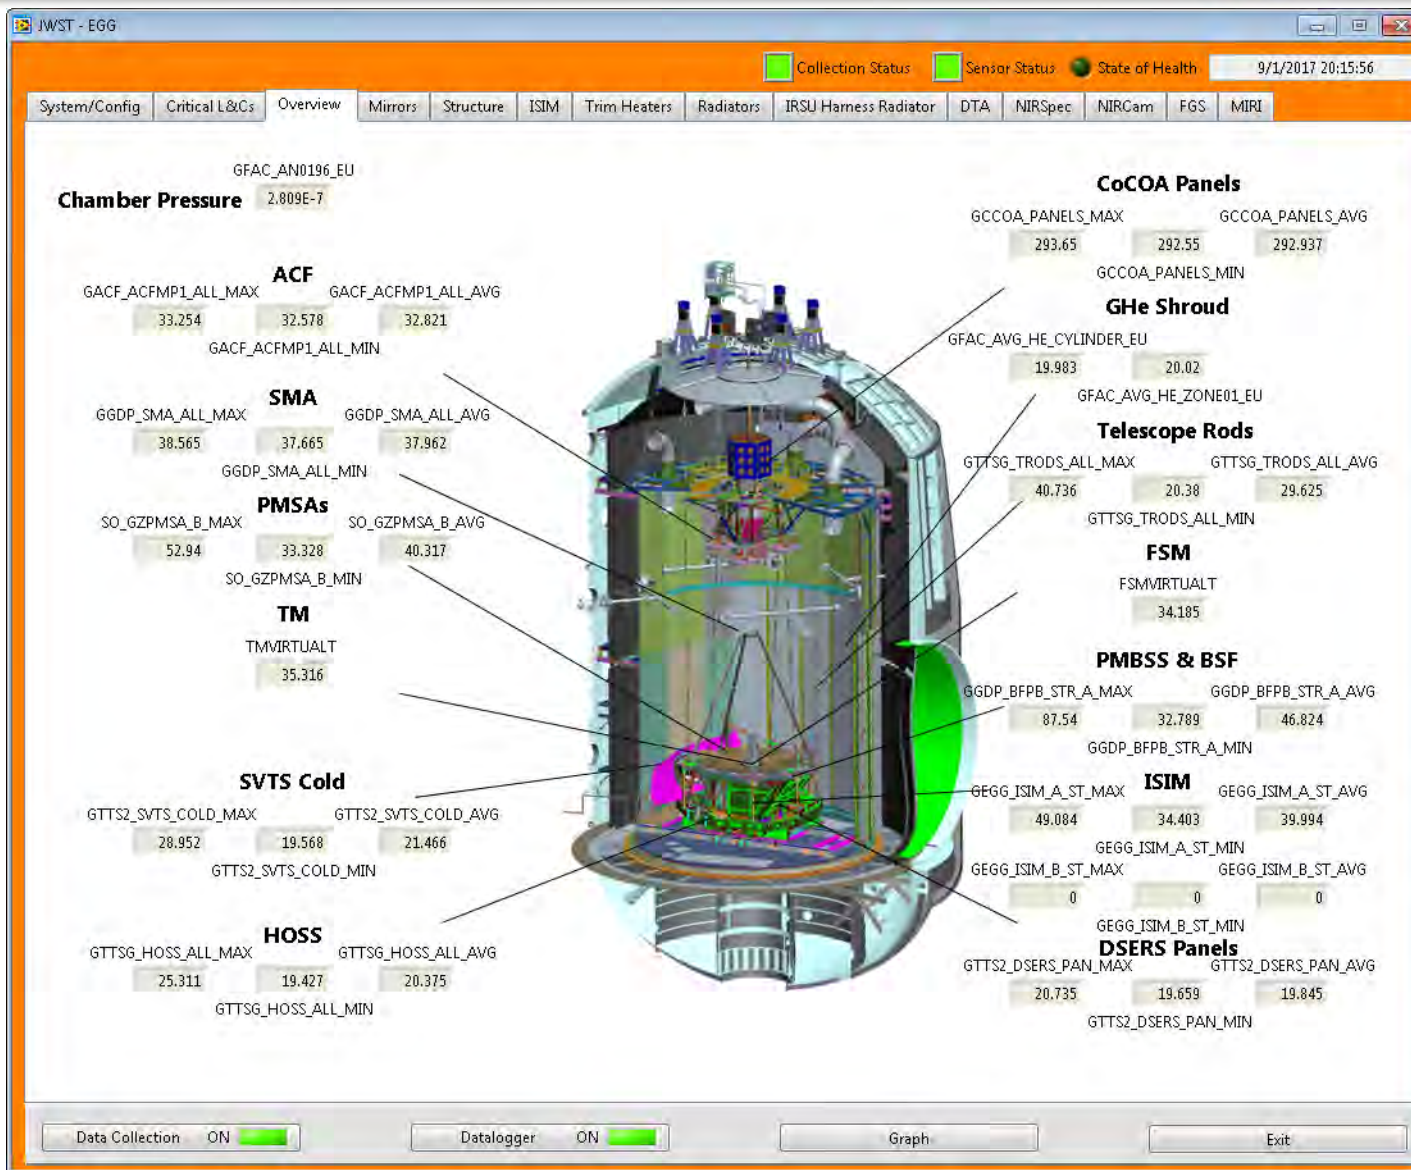 JWST - EGG
Collection Status Sensor Status State of Health 9/1/2017 20:15:56
System/Config Critical L&Cs Overview Mirrors Structure ISIM Trim Heaters Radiators IRSU Harness Radiator DTA NIRSpec NIRCam FGS MIRI
GFAC_AN0196_EU
Chamber Pressure 2.809E-7
ACF
GACF_ACFMP1_ALL_MAX GACF_ACFMP1_ALL_AVG
33.254 32.578 32.821
GACF_ACFMP1_ALL_MIN
SMA
GGDP_SMA_ALL_MAX GGDP_SMA_ALL_AVG
38.565 37.665 37.962
GGDP_SMA_ALL_MIN
PMSAs
SO_GZPMSA_B_MAX SO_GZPMSA_B_AVG
52.94 33.328 40.317
SO_GZPMSA_B_MIN
TM
TMVIRTUALT
35.316
SVTS Cold
GTTS2_SVTS_COLD_MAX GTTS2_SVTS_COLD_AVG
28.952 19.568 21.466
GTTS2_SVTS_COLD_MIN
HOSS
GTTSG_HOSS_ALL_MAX GTTSG_HOSS_ALL_AVG
25.311 19.427 20.375
GTTSG_HOSS_ALL_MIN
CoCOA Panels
GCCOA_PANELS_MAX GCCOA_PANELS_AVG
293.65 292.55 292.937
GCCOA_PANELS_MIN
GHe Shroud
GFAC_AVG_HE_CYLINDER_EU
19.983 20.02
GFAC_AVG_HE_ZONE01_EU
Telescope Rods
GTTSG_TRODS_ALL_MAX GTTSG_TRODS_ALL_AVG
40.736 20.38 29.625
GTTSG_TRODS_ALL_MIN
FSM
FSMVIRTUALT
34.185
PMBSS & BSF
GGDP_BFPB_STR_A_MAX GGDP_BFPB_STR_A_AVG
87.54 32.789 46.824
GGDP_BFPB_STR_A_MIN
ISIM
GEGG_ISIM_A_ST_MAX GEGG_ISIM_A_ST_AVG
49.084 34.403 39.994
GEGG_ISIM_A_ST_MIN
GEGG_ISIM_B_ST_MAX GEGG_ISIM_B_ST_AVG
0 0 0
GEGG_ISIM_B_ST_MIN
DSERS Panels
GTTS2_DSERS_PAN_MAX GTTS2_DSERS_PAN_AVG
20.735 19.659 19.845
GTTS2_DSERS_PAN_MIN
Data Collection ON Datalogger ON Graph Exit